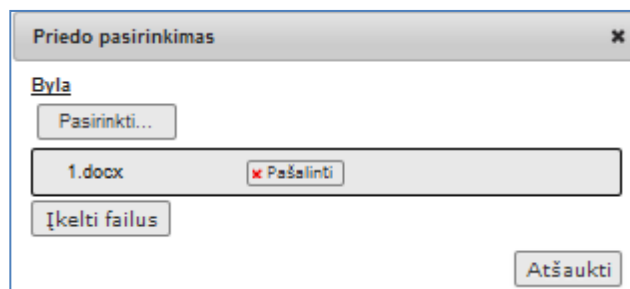 Priedo pasirinkimas
Byla
Pasirinkti...
1.docx Pašalinti
Įkelti failus
Atšaukti